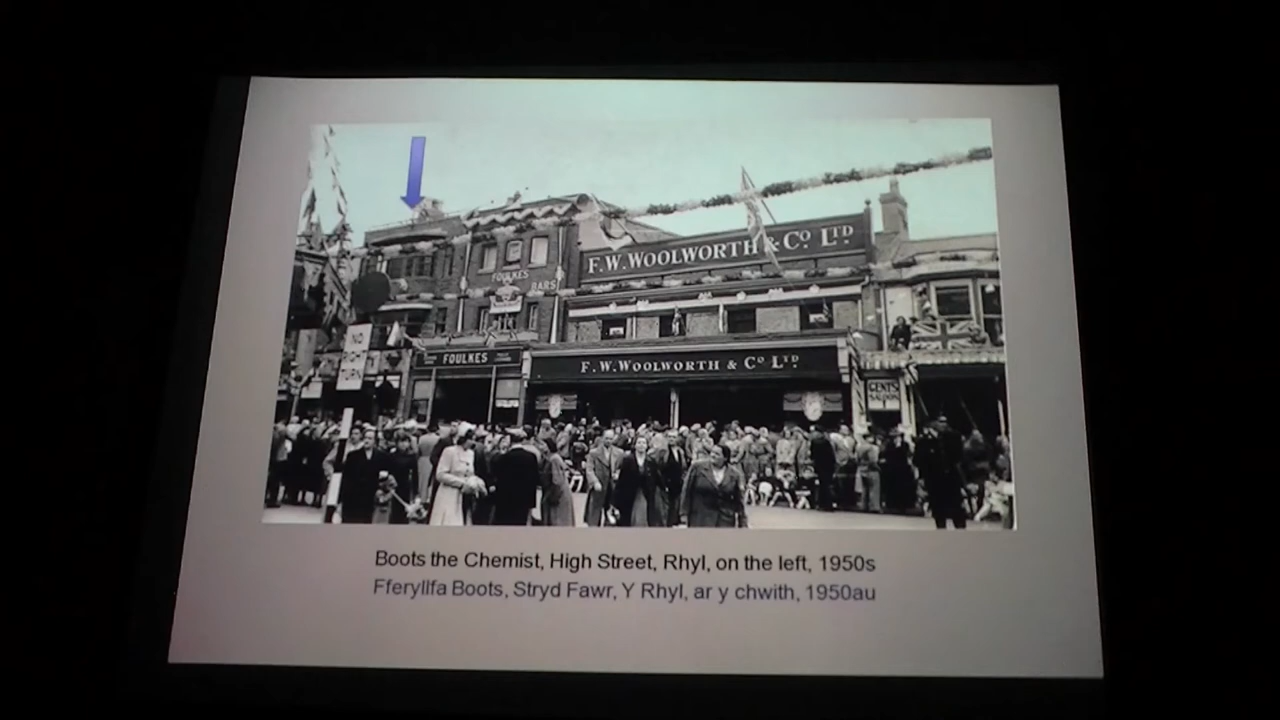 F.W.WOOLWORTH & Co. LTD
FOULKES
BARS
NO
RIGHT
TURN
FOULKES
F.W.WOOLWORTH & Co. LTD.
GENTS
SALOON
Boots the Chemist, High Street, Rhyl, on the left, 1950s
Fferyllfa Boots, Stryd Fawr, Y Rhyl, ar y chwith, 1950au